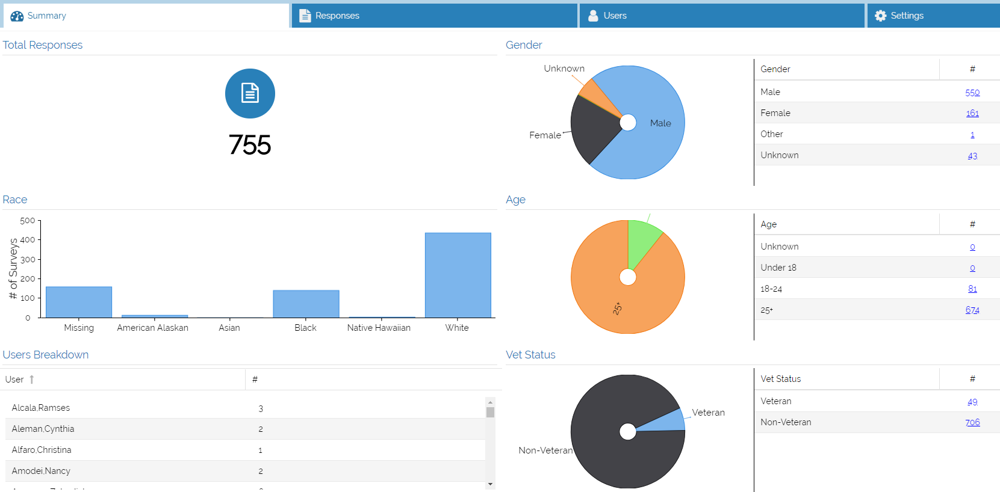 Summary
Responses
Users
Settings
Total Responses
755
Gender
Unknown
Female
Male
Gender #
Male 550
Female 161
Other 1
Unknown 43
Race
# of Surveys
500
400
300
200
100
0
Missing American Alaskan Asian Black Native Hawaiian White
Age
25+
Age #
Unknown 0
Under 18 0
18-24 81
25+ 674
Users Breakdown
User #
Alcala,Ramses 3
Aleman,Cynthia 2
Alfaro,Christina 1
Amodei,Nancy 2
Vet Status
Veteran
Non-Veteran
Vet Status #
Veteran 49
Non-Veteran 706